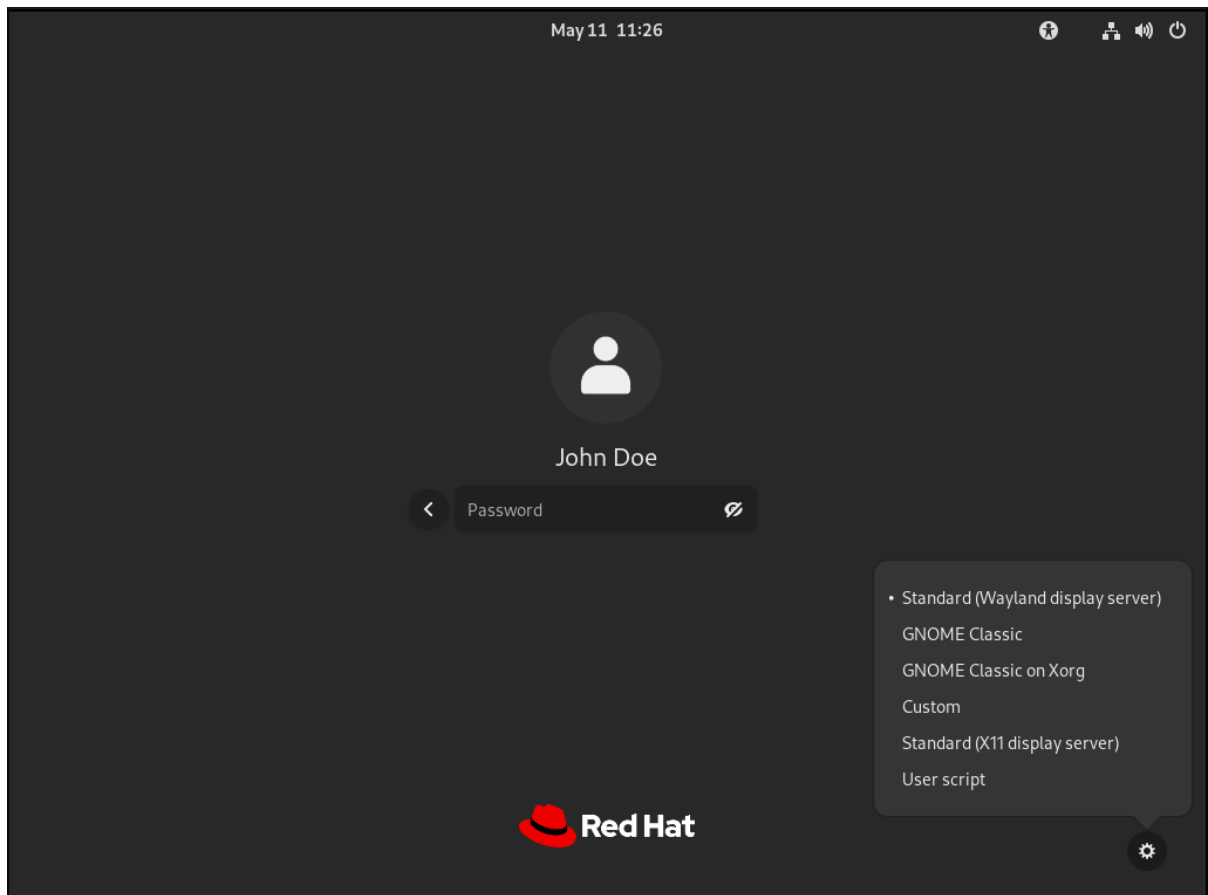 May 11 11:26
John Doe
Password
• Standard (Wayland display server)
GNOME Classic
GNOME Classic on Xorg
Custom
Standard (X11 display server)
User script
Red Hat